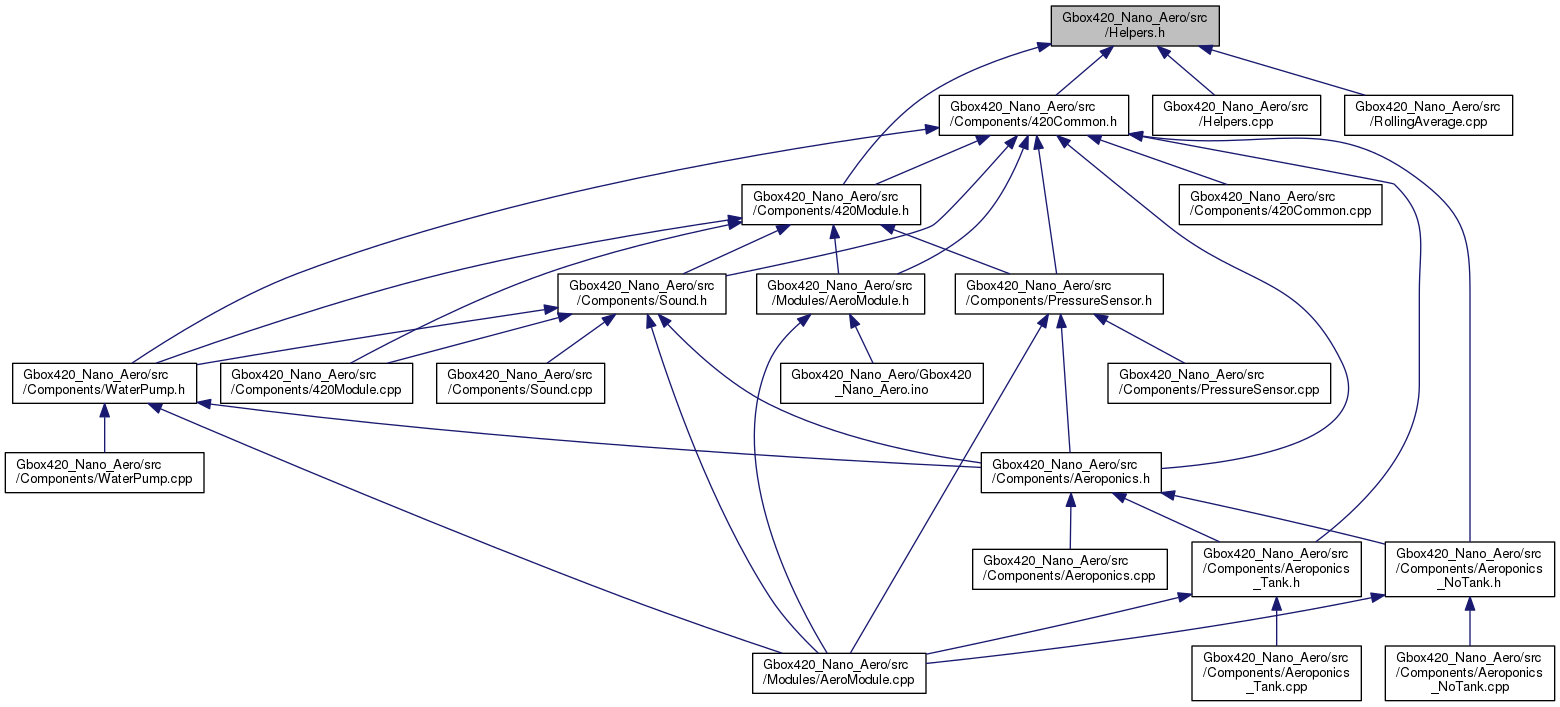 Gbox420_Nano_Aero/src
/Helpers.h
Gbox420_Nano_Aero/src
/Components/420Common.h
Gbox420_Nano_Aero/src
/Helpers.cpp
Gbox420_Nano_Aero/src
/RollingAverage.cpp
Gbox420_Nano_Aero/src
/Components/420Module.h
Gbox420_Nano_Aero/src
/Components/420Common.cpp
Gbox420_Nano_Aero/src
/Components/Sound.h
Gbox420_Nano_Aero/src
/Modules/AeroModule.h
Gbox420_Nano_Aero/src
/Components/PressureSensor.h
Gbox420_Nano_Aero/src
/Components/WaterPump.h
Gbox420_Nano_Aero/src
/Components/420Module.cpp
Gbox420_Nano_Aero/src
/Components/Sound.cpp
Gbox420_Nano_Aero/Gbox420
_Nano_Aero.ino
Gbox420_Nano_Aero/src
/Components/PressureSensor.cpp
Gbox420_Nano_Aero/src
/Components/WaterPump.cpp
Gbox420_Nano_Aero/src
/Components/Aeroponics.h
Gbox420_Nano_Aero/src
/Components/Aeroponics.cpp
Gbox420_Nano_Aero/src
/Components/Aeroponics
_Tank.h
Gbox420_Nano_Aero/src
/Components/Aeroponics
_NoTank.h
Gbox420_Nano_Aero/src
/Modules/AeroModule.cpp
Gbox420_Nano_Aero/src
/Components/Aeroponics
_Tank.cpp
Gbox420_Nano_Aero/src
/Components/Aeroponics
_NoTank.cpp